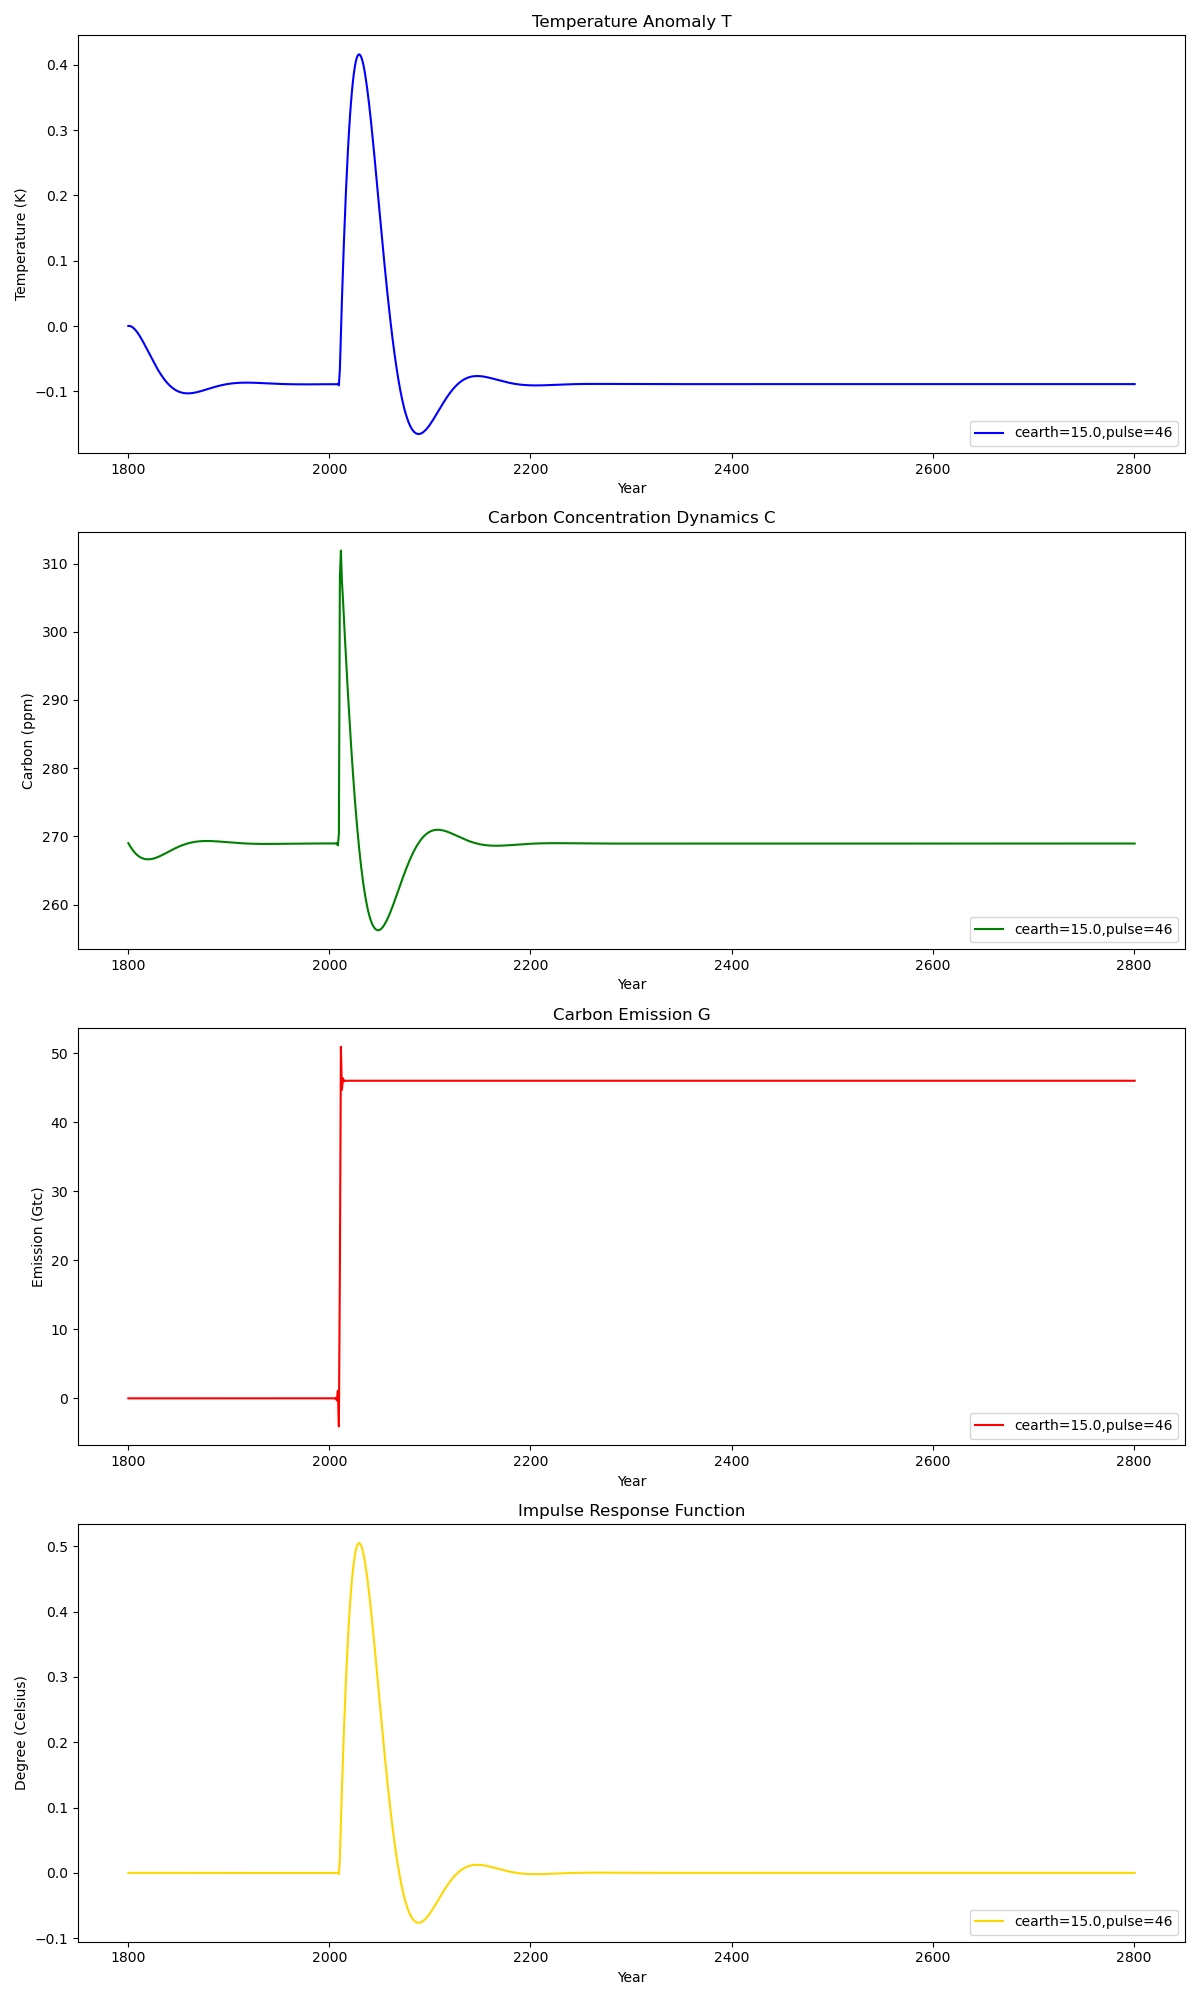 Temperature Anomaly T
Temperature (K)
0.4
0.3
0.2
0.1
0.0
−0.1
cearth=15.0,pulse=46
1800 2000 2200 2400 2600 2800
Year
Carbon Concentration Dynamics C
Carbon (ppm)
310
300
290
280
270
260
cearth=15.0,pulse=46
1800 2000 2200 2400 2600 2800
Year
Carbon Emission G
Emission (Gtc)
50
40
30
20
10
0
cearth=15.0,pulse=46
1800 2000 2200 2400 2600 2800
Year
Impulse Response Function
Degree (Celsius)
0.5
0.4
0.3
0.2
0.1
0.0
−0.1
cearth=15.0,pulse=46
1800 2000 2200 2400 2600 2800
Year